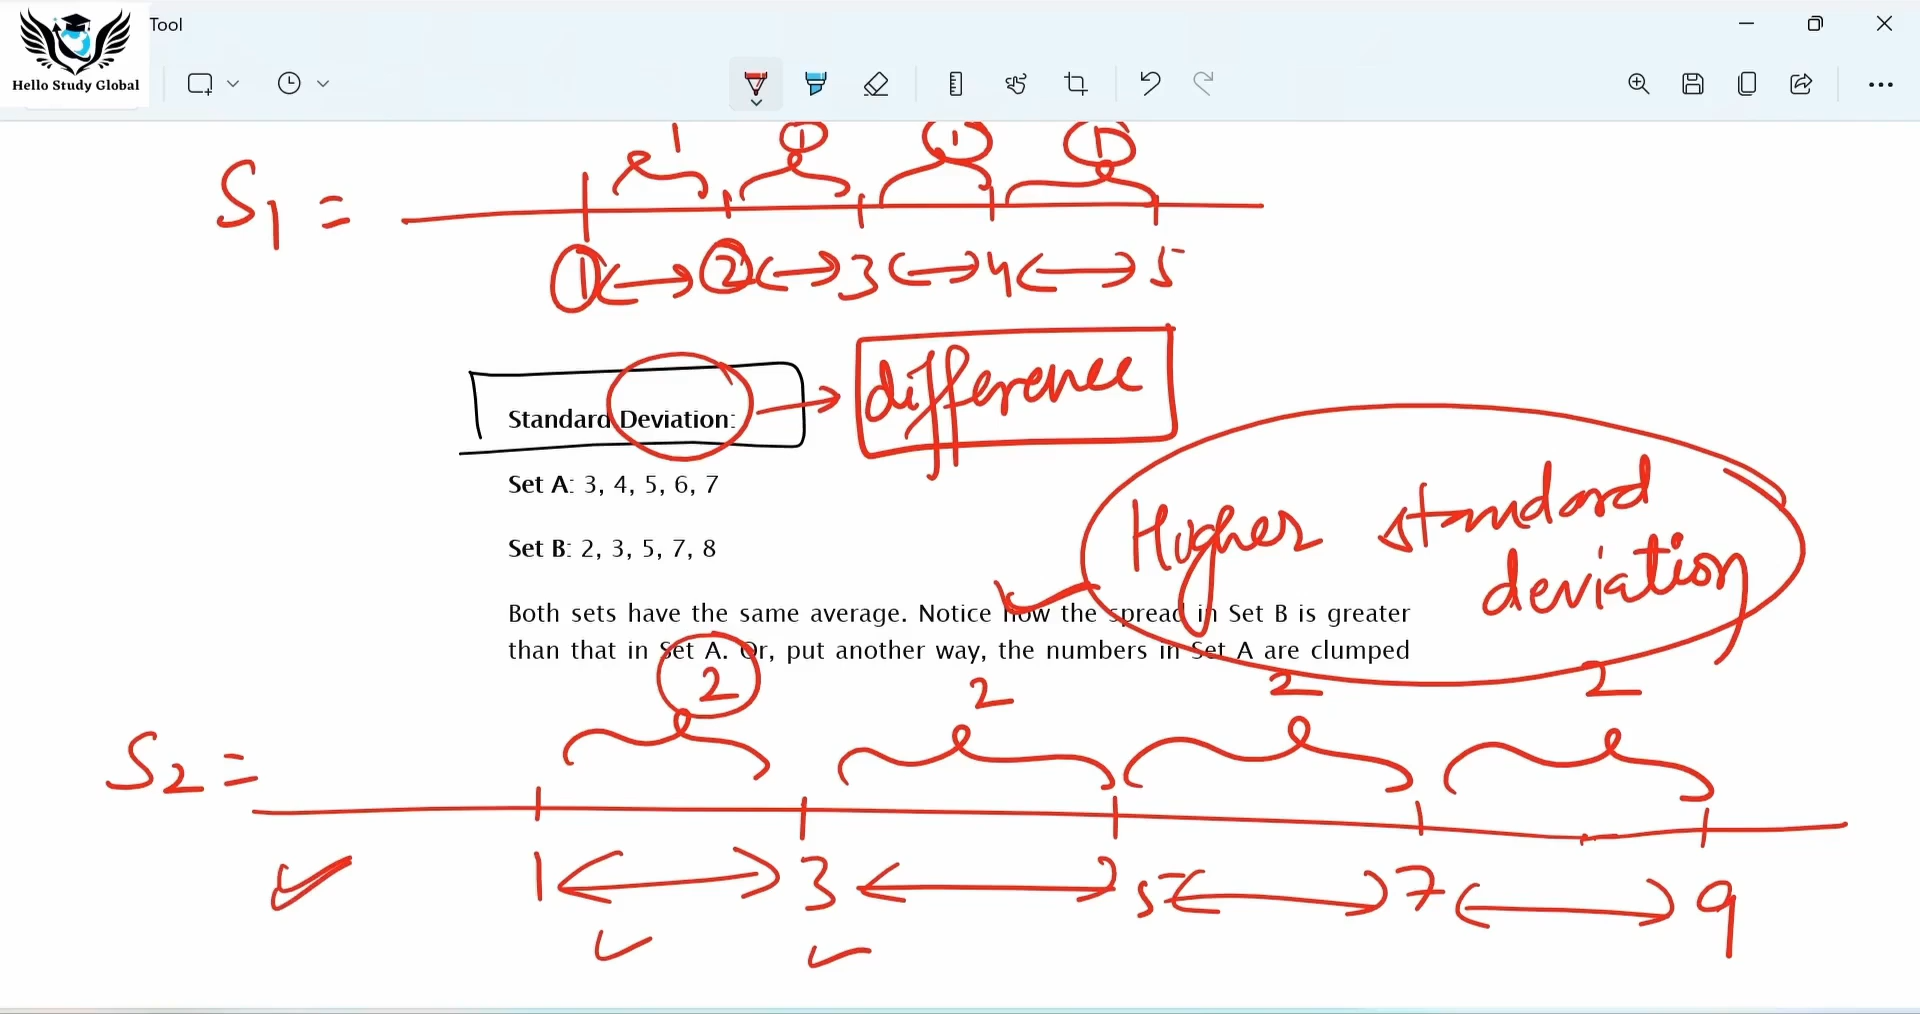 Tool
Hello Study Global
1 1 1 1
S1 =
1 2 3 4 5
difference
Standard Deviation:
Set A: 3, 4, 5, 6, 7
Higher standard
deviation
Set B: 2, 3, 5, 7, 8
Both sets have the same average. Notice how the spread in Set B is greater
than that in Set A. Or, put another way, the numbers in Set A are clumped
2 2 2 2
S2 =
1 3 5 7 9